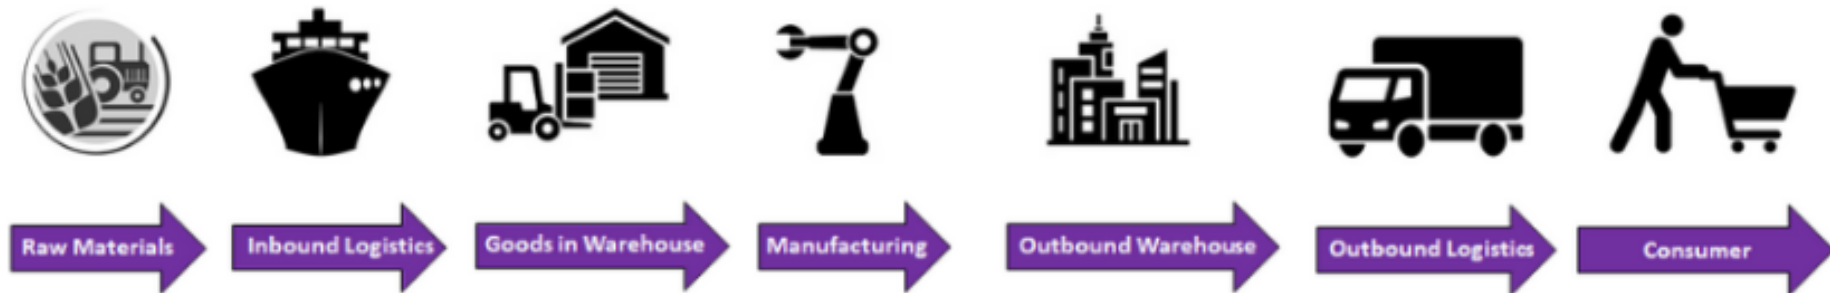 Raw Materials
Inbound Logistics
Goods in Warehouse
Manufacturing
Outbound Warehouse
Outbound Logistics
Consumer